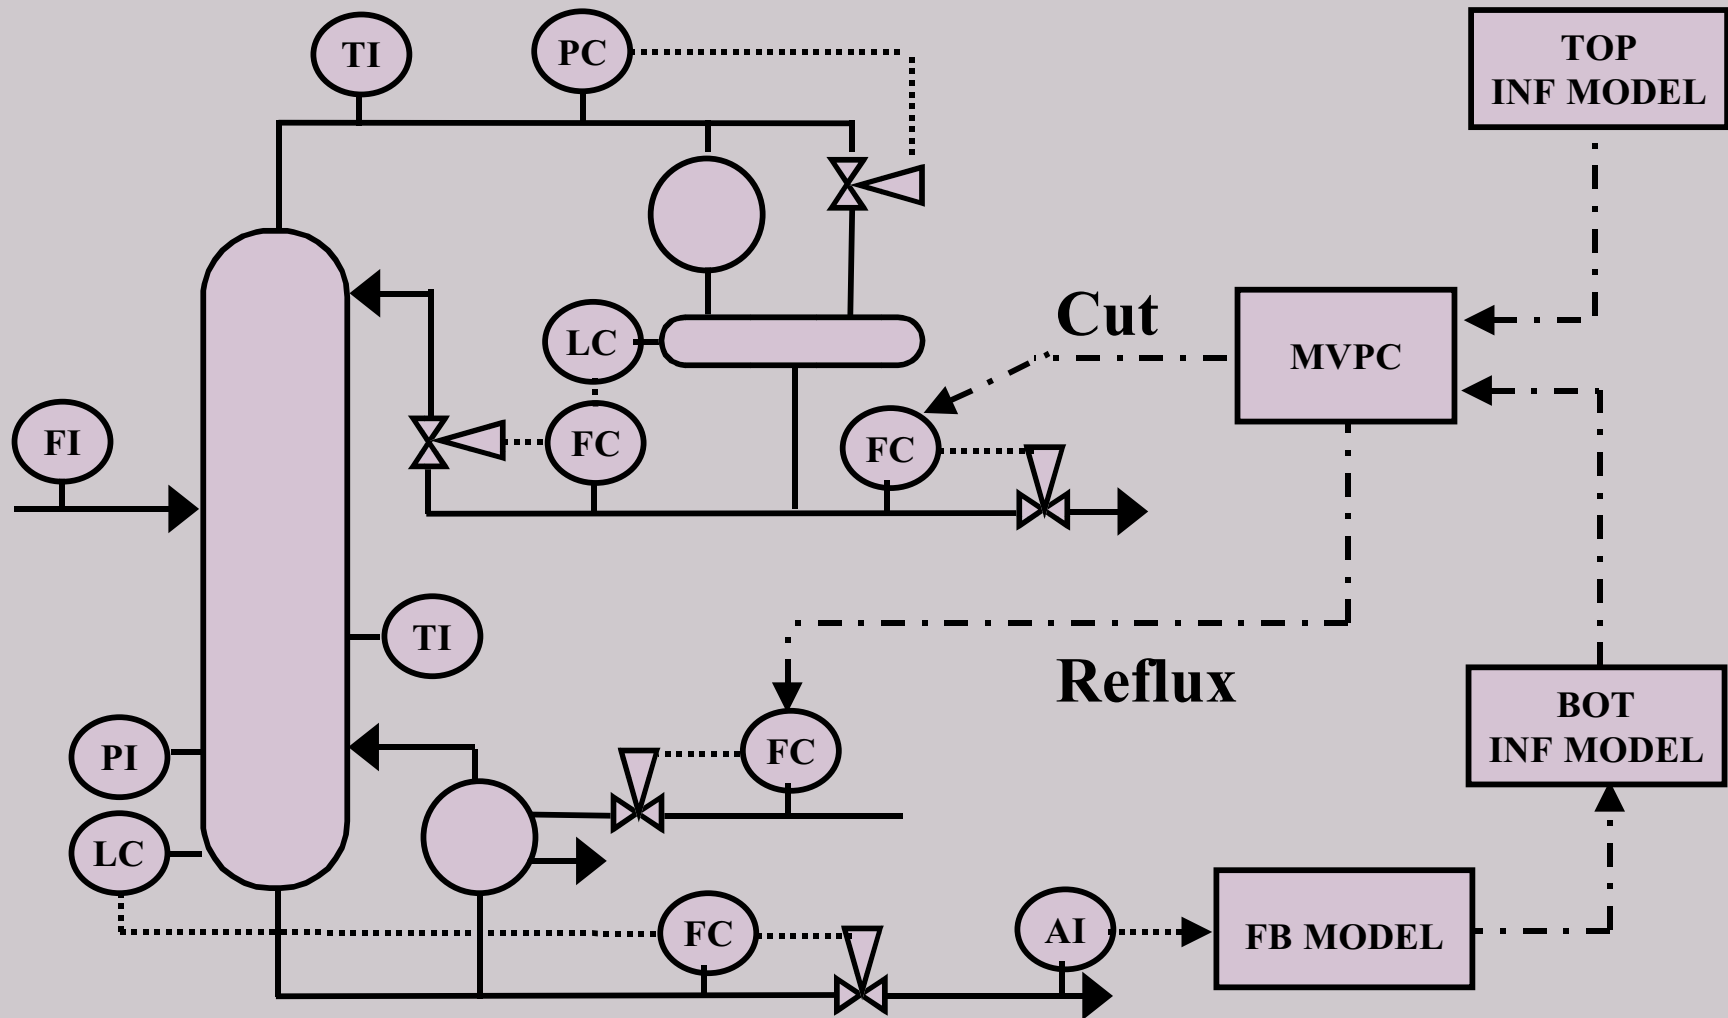 TI
PC
TOP
INF MODEL
Cut
LC
MVPC
FI
FC
FC
TI
Reflux
BOT
INF MODEL
PI
FC
LC
FC
AI
FB MODEL